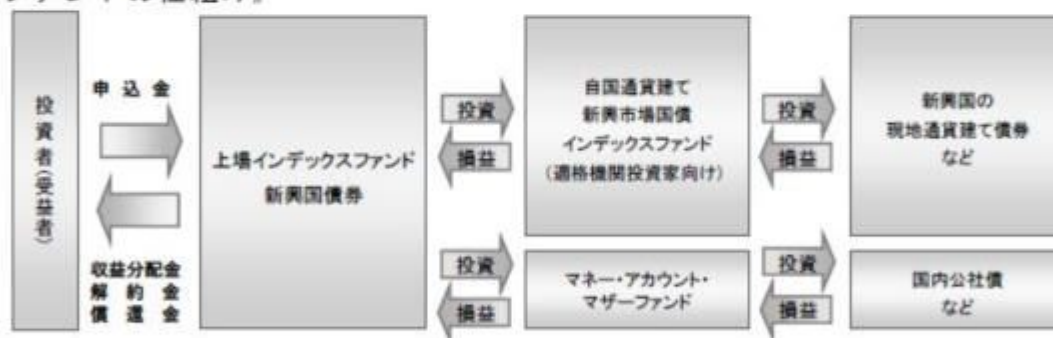 投資者(受益者)
申込金
収益分配金
解約金
償還金
上場インデックスファンド
新興国債券
投資
損益
投資
損益
自国通貨建て
新興市場国債
インデックスファンド
(適格機関投資家向け)
マネー・アカウント・
マザーファンド
投資
損益
投資
損益
新興国の
現地通貨建て債券
など
国内公社債
など